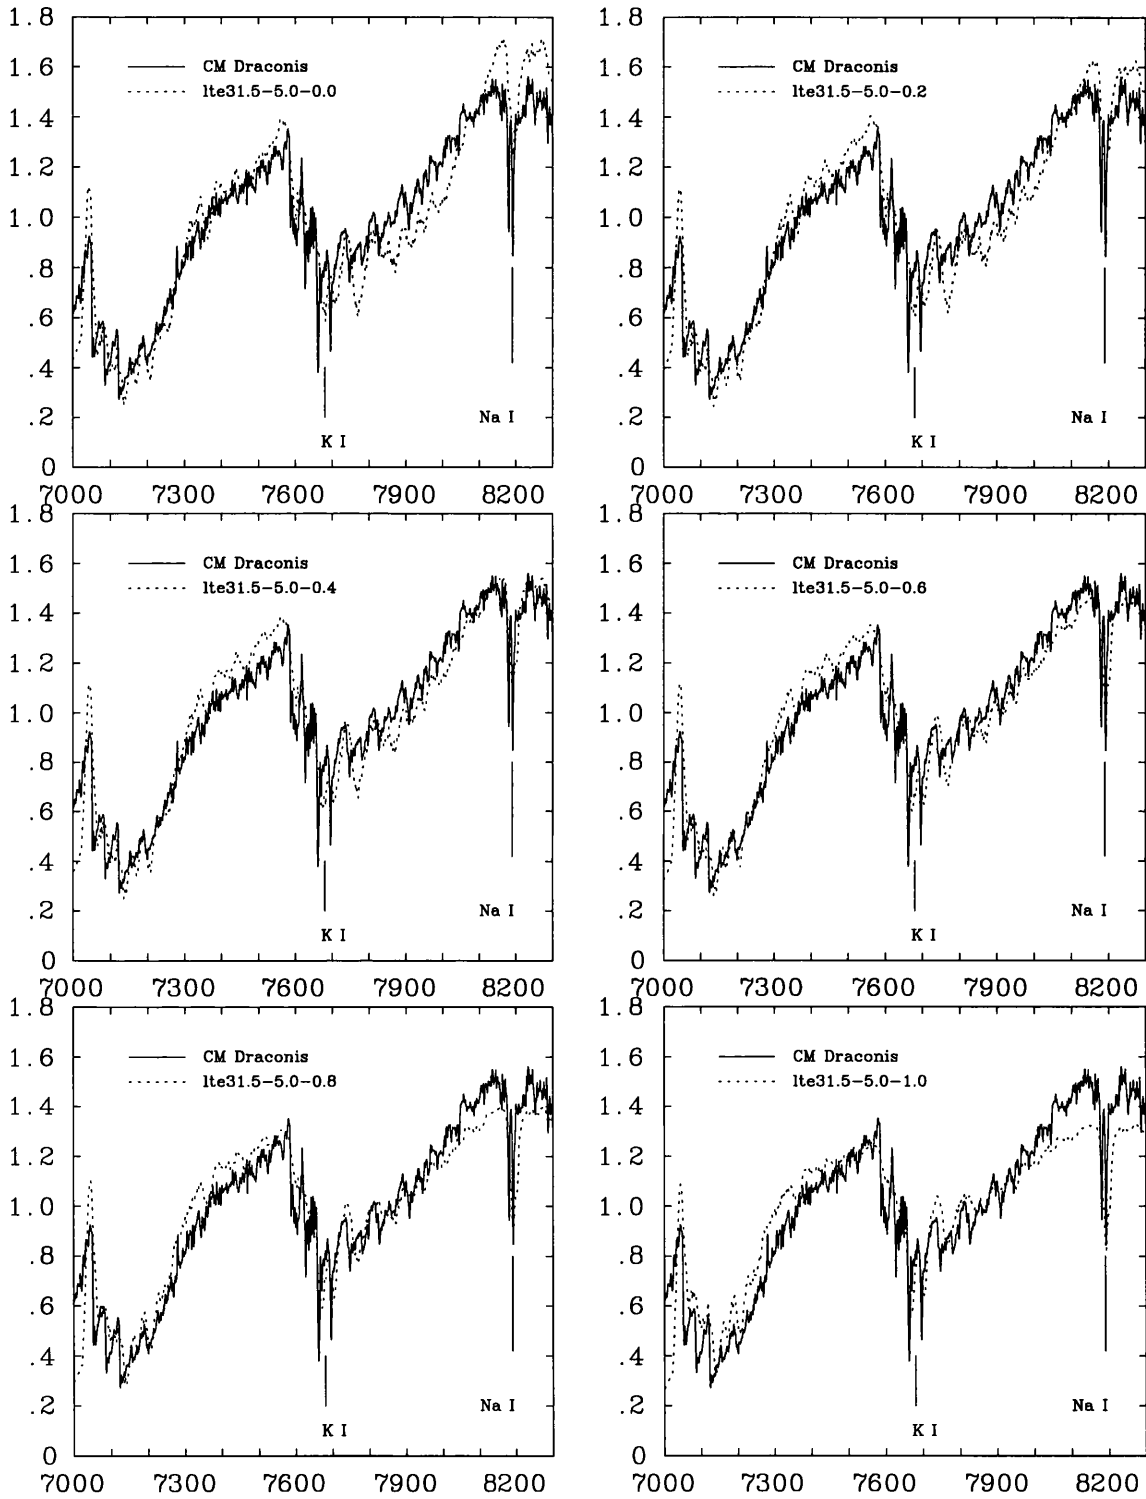 1.8
CM Draconis
lte31.5-5.0-0.0
1.6
1.4
1.2
1.0
.8
.6
.4
.2
0
Na I
K I
7000 7300 7600 7900 8200
1.8
CM Draconis
lte31.5-5.0-0.2
1.6
1.4
1.2
1.0
.8
.6
.4
.2
0
Na I
K I
7000 7300 7600 7900 8200
1.8
CM Draconis
lte31.5-5.0-0.4
1.6
1.4
1.2
1.0
.8
.6
.4
.2
0
Na I
K I
7000 7300 7600 7900 8200
1.8
CM Draconis
lte31.5-5.0-0.6
1.6
1.4
1.2
1.0
.8
.6
.4
.2
0
Na I
K I
7000 7300 7600 7900 8200
1.8
CM Draconis
lte31.5-5.0-0.8
1.6
1.4
1.2
1.0
.8
.6
.4
.2
0
Na I
K I
7000 7300 7600 7900 8200
1.8
CM Draconis
lte31.5-5.0-1.0
1.6
1.4
1.2
1.0
.8
.6
.4
.2
0
Na I
K I
7000 7300 7600 7900 8200